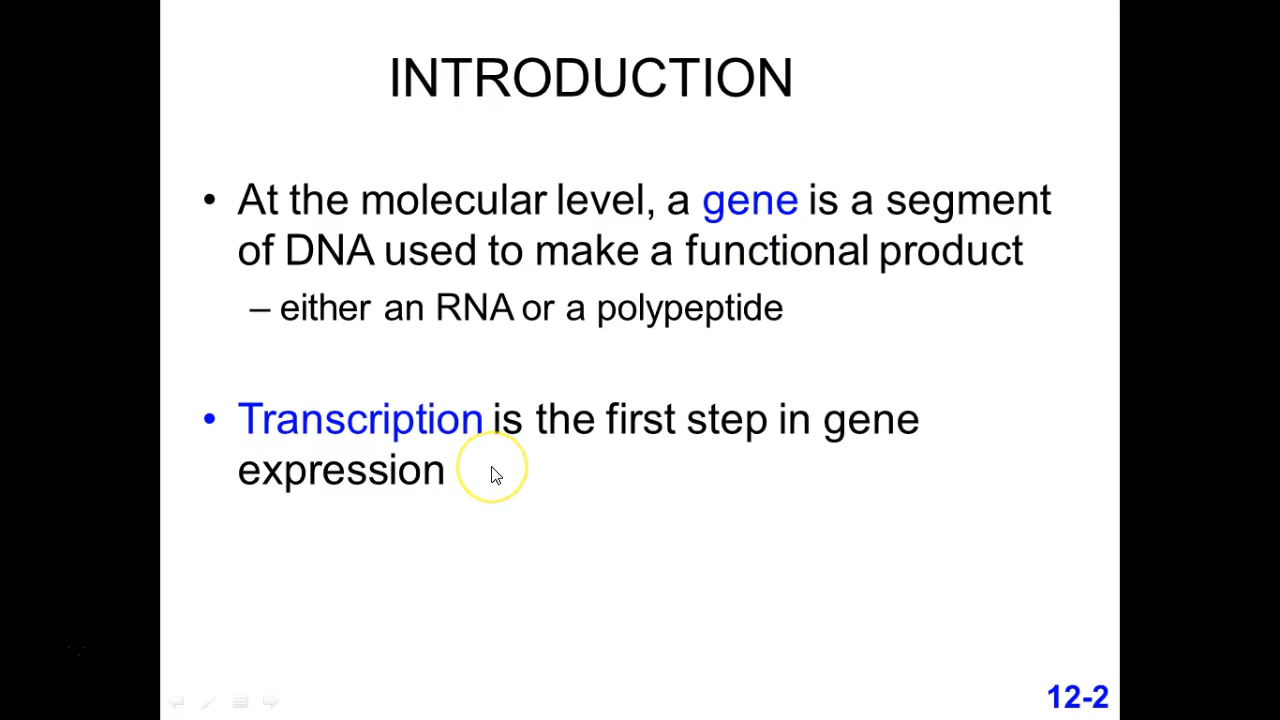 INTRODUCTION
• At the molecular level, a gene is a segment
of DNA used to make a functional product
– either an RNA or a polypeptide
• Transcription is the first step in gene
expression
12-2